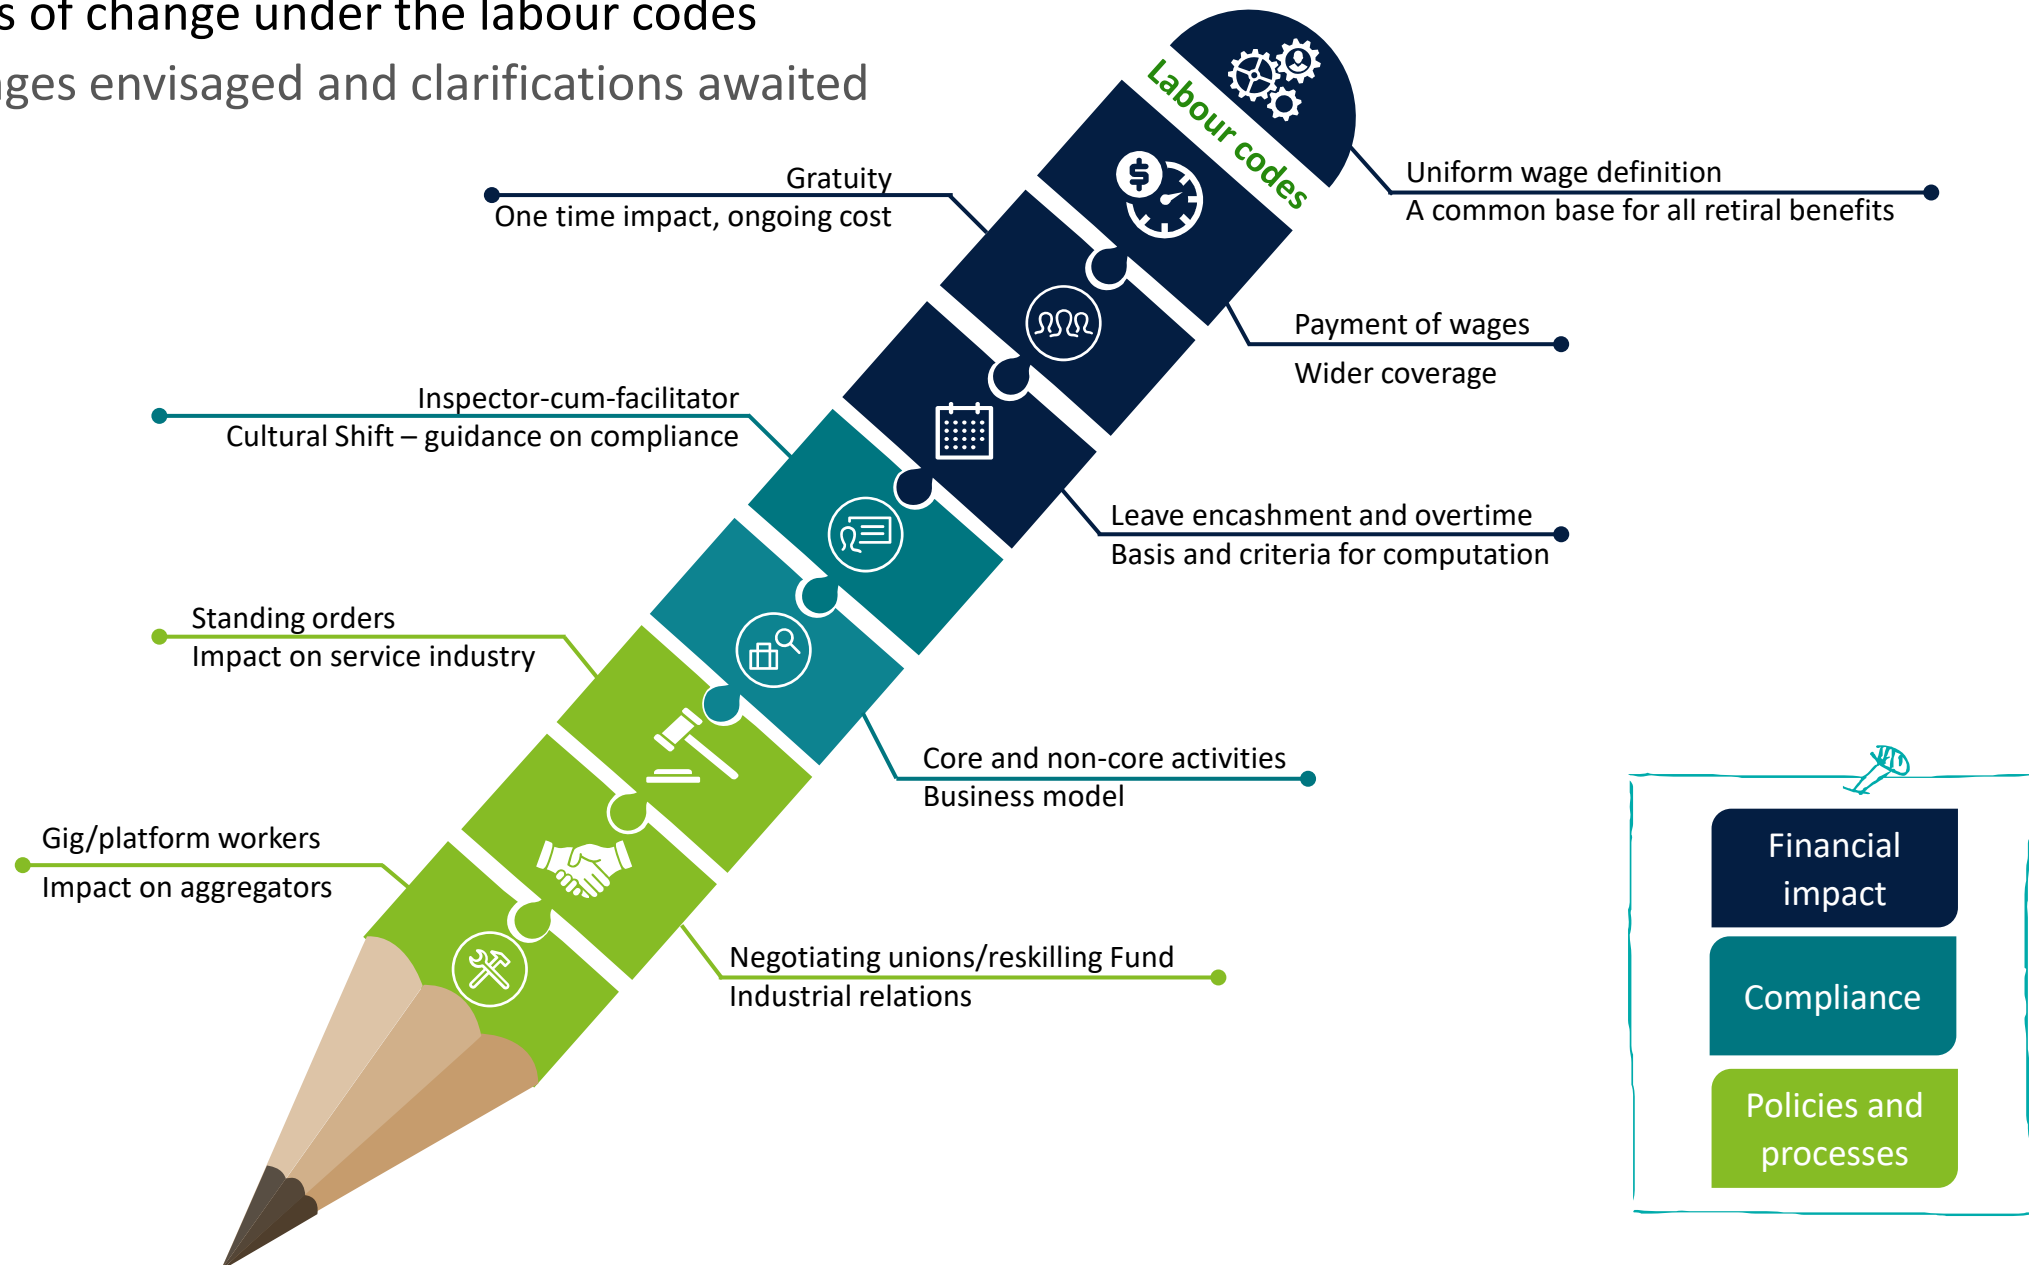 of change under the labour codes
envisaged and clarifications awaited
Labour codes
Uniform wage definition
A common base for all retiral benefits
Gratuity
One time impact, ongoing cost
Payment of wages
Wider coverage
Inspector-cum-facilitator
Cultural Shift – guidance on compliance
Leave encashment and overtime
Basis and criteria for computation
Standing orders
Impact on service industry
Core and non-core activities
Business model
Gig/platform workers
Impact on aggregators
Negotiating unions/reskilling Fund
Industrial relations
Financial
impact
Compliance
Policies and
processes